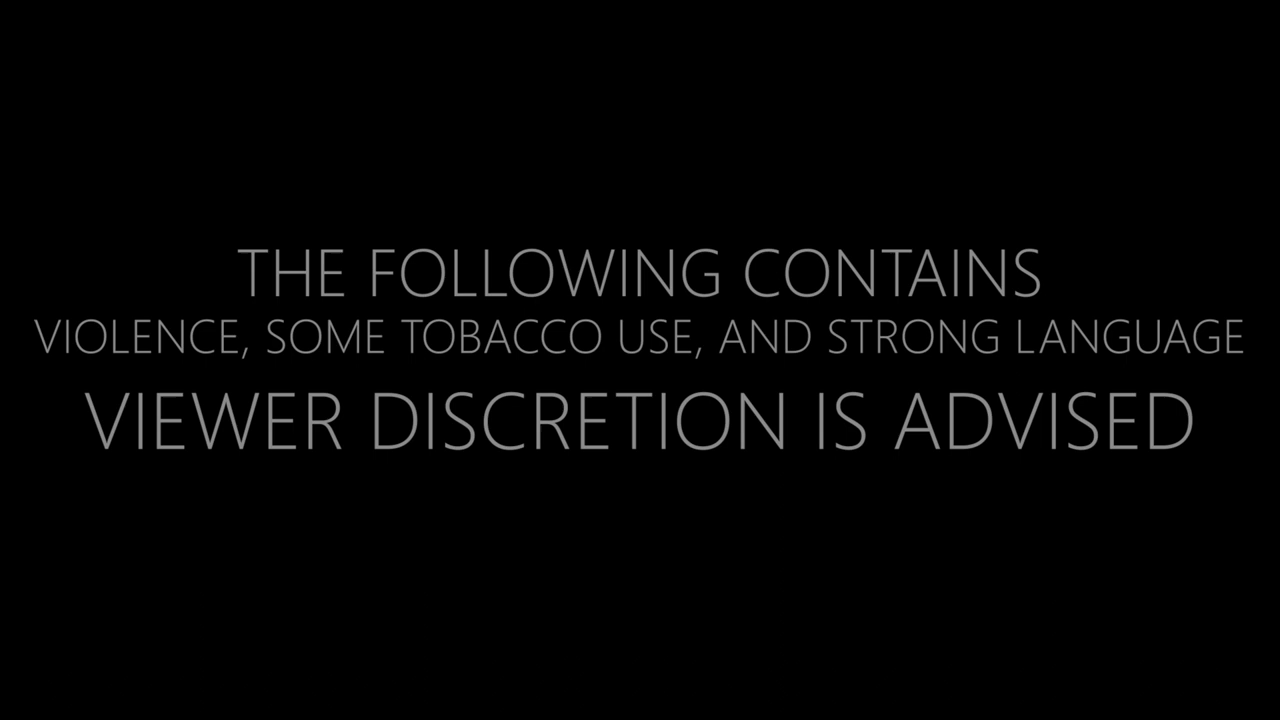 THE FOLLOWING CONTAINS
VIOLENCE, SOME TOBACCO USE, AND STRONG LANGUAGE
VIEWER DISCRETION IS ADVISED